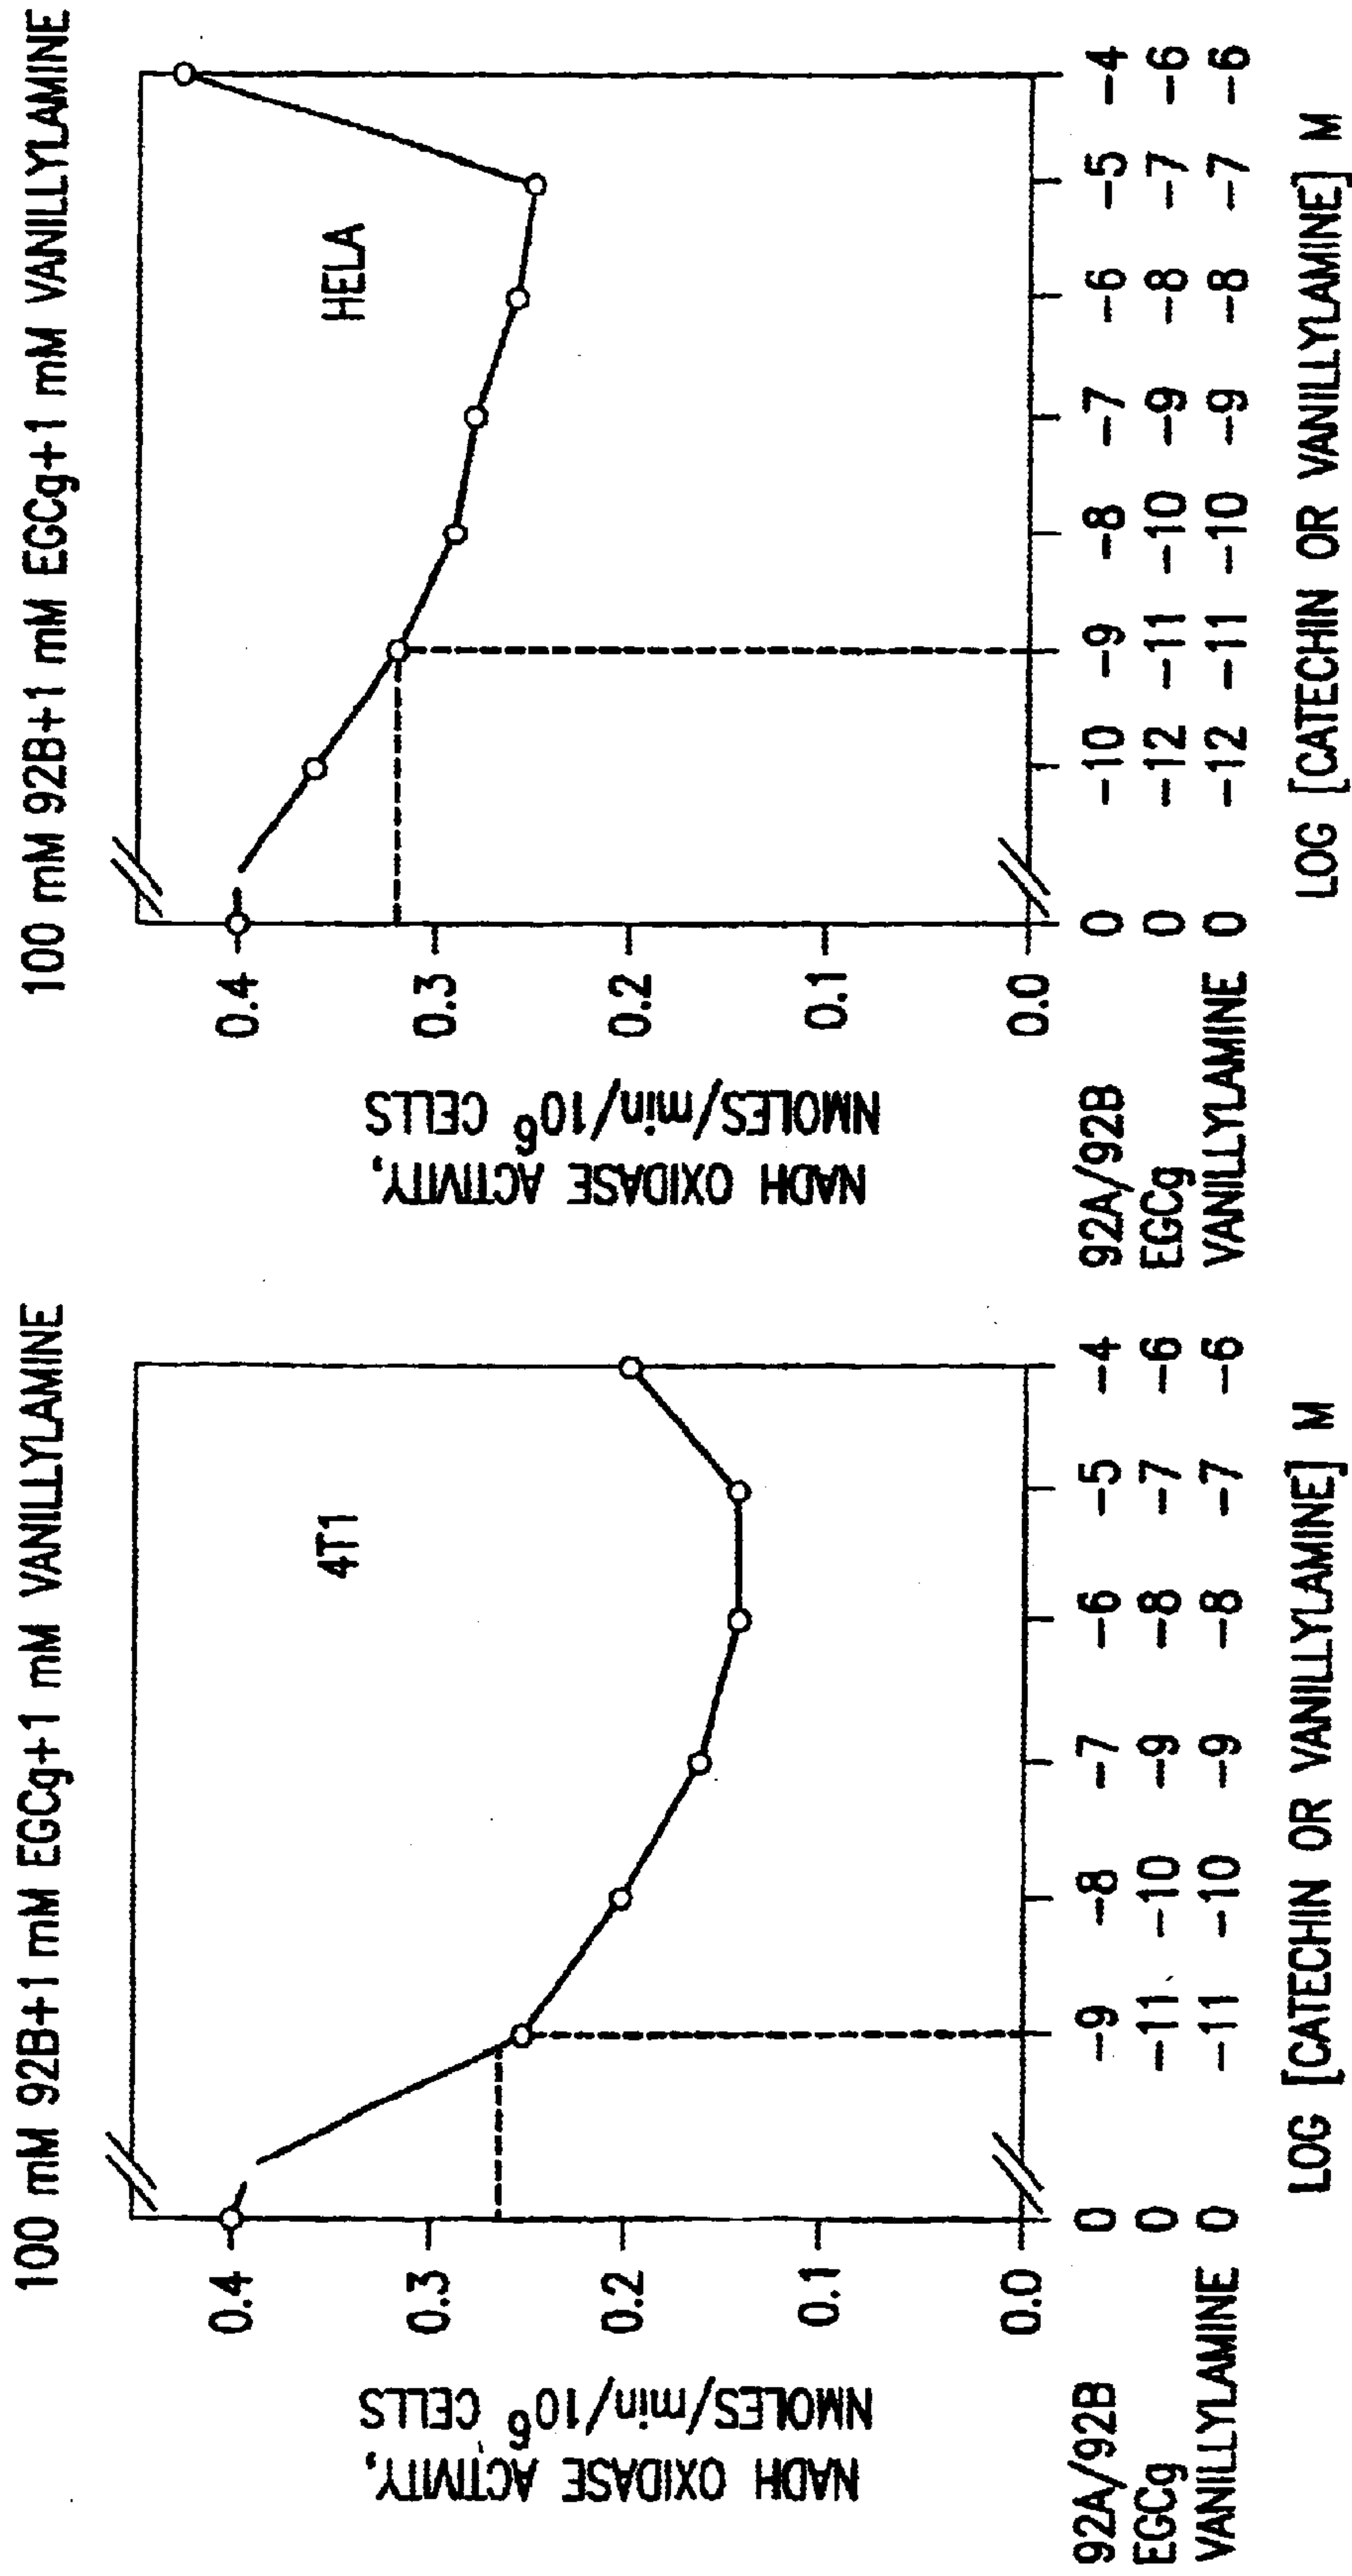 100 mM 92B+1 mM EGCg+1 mM VANILLYLAMINE
4T1
NADH OXIDASE ACTIVITY,
NMOLES/min/10⁶ CELLS
0.4
0.3
0.2
0.1
0.0
92A/92B 0 -9 -8 -7 -6 -5 -4
EGCg 0 -11 -10 -9 -8 -7 -6
VANILLYLAMINE 0 -11 -10 -9 -8 -7 -6
LOG [CATECHIN OR VANILLYLAMINE] M
100 mM 92B+1 mM EGCg+1 mM VANILLYLAMINE
HELA
NADH OXIDASE ACTIVITY,
NMOLES/min/10⁶ CELLS
0.4
0.3
0.2
0.1
0.0
92A/92B 0 -10 -9 -8 -7 -6 -5 -4
EGCg 0 -12 -11 -10 -9 -8 -7 -6
VANILLYLAMINE 0 -12 -11 -10 -9 -8 -7 -6
LOG [CATECHIN OR VANILLYLAMINE] M